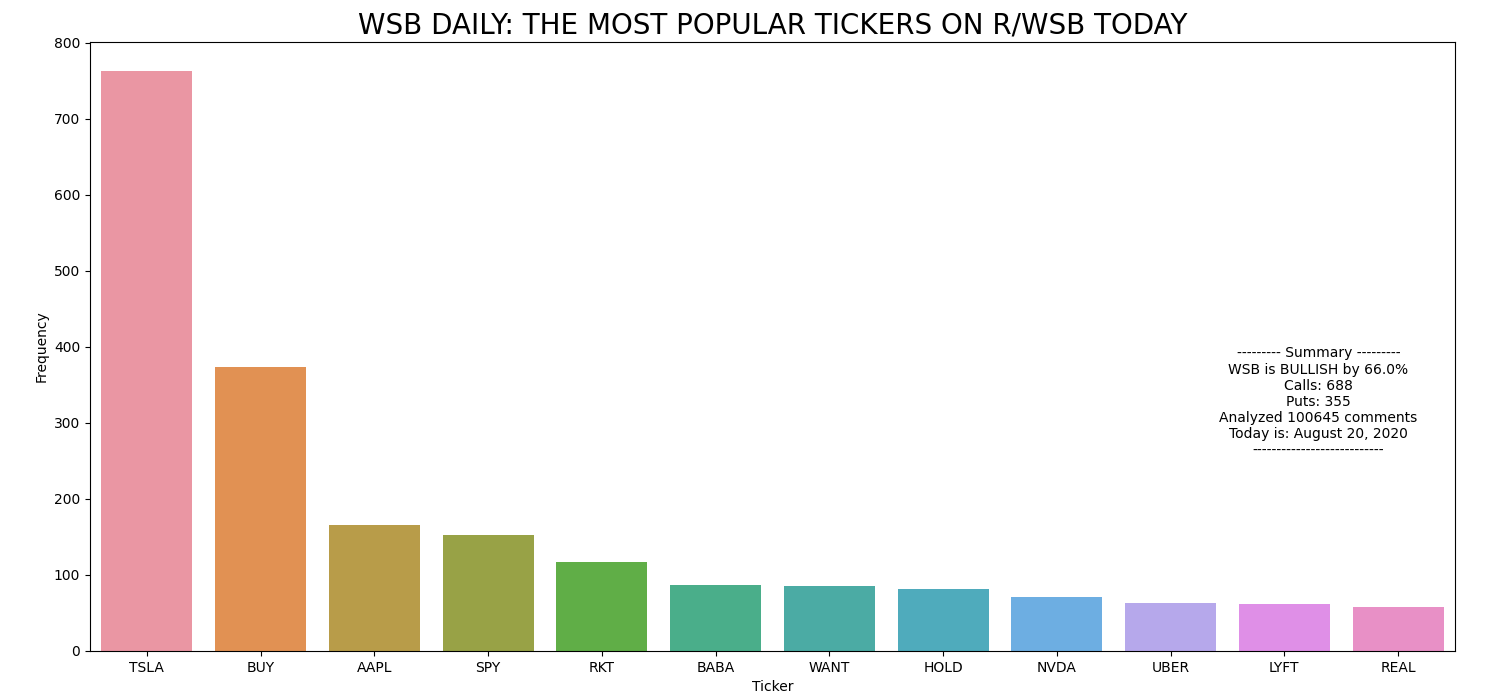 WSB DAILY: THE MOST POPULAR TICKERS ON R/WSB TODAY
800
700
600
500
400
300
200
100
0
Frequency
--------- Summary ---------
WSB is BULLISH by 66.0%
Calls: 688
Puts: 355
Analyzed 100645 comments
Today is: August 20, 2020
---------------------------
TSLA BUY AAPL SPY RKT BABA WANT HOLD NVDA UBER LYFT REAL
Ticker